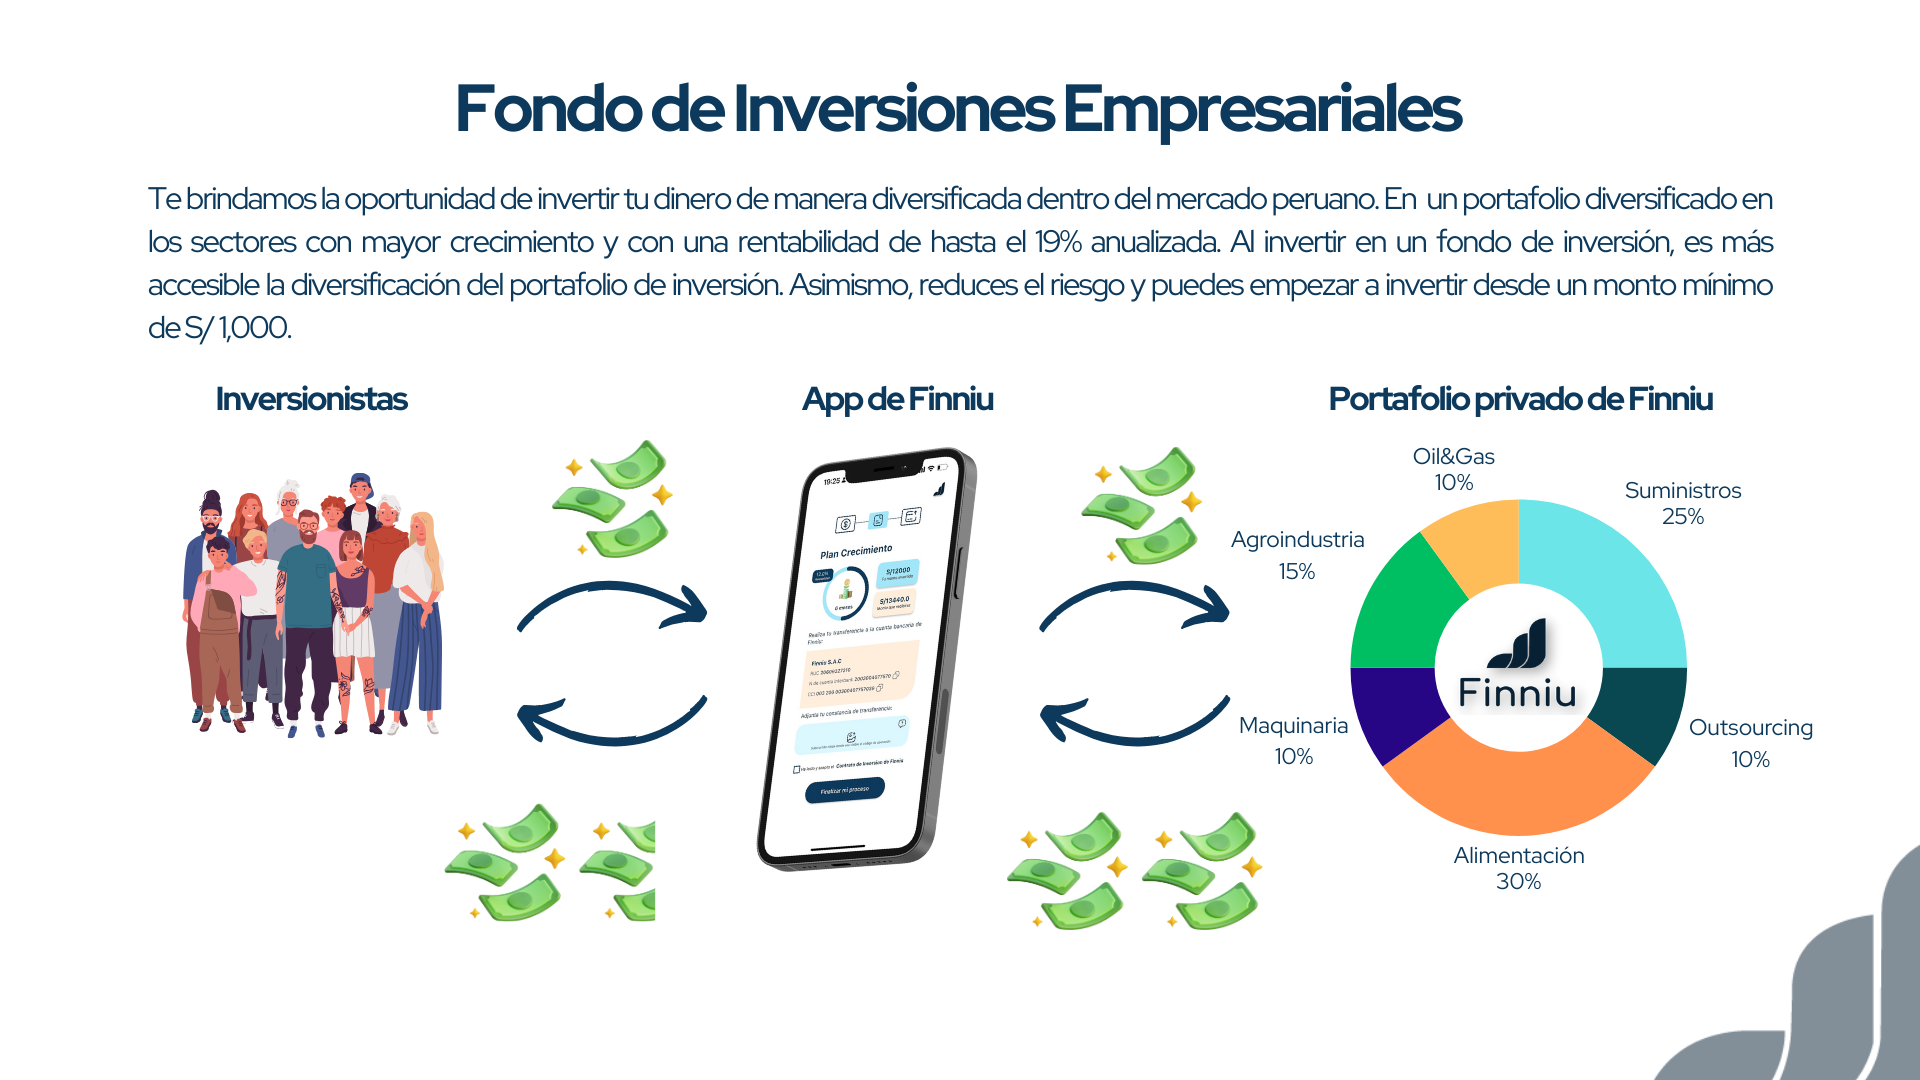 Fondo de Inversiones Empresariales
Te brindamos la oportunidad de invertir tu dinero de manera diversificada dentro del mercado peruano. En un portafolio diversificado en
los sectores con mayor crecimiento y con una rentabilidad de hasta el 19% anualizada. Al invertir en un fondo de inversión, es más
accesible la diversificación del portafolio de inversión. Asimismo, reduces el riesgo y puedes empezar a invertir desde un monto mínimo
de S/ 1,000.
Inversionistas
App de Finniu
Portafolio privado de Finniu
19:25
Plan Crecimiento
S/12000
6 meses
S/13440.0
Realiza tu transferencia a la cuenta bancaria de
Finniu:
Finniu S.A.C
Adjunta tu constancia de transferencia:
Contrato de Inversión de Finniu
Finalizar mi proceso
Oil&Gas
10%
Suministros
25%
Agroindustria
15%
Finniu
Maquinaria
10%
Outsourcing
10%
Alimentación
30%